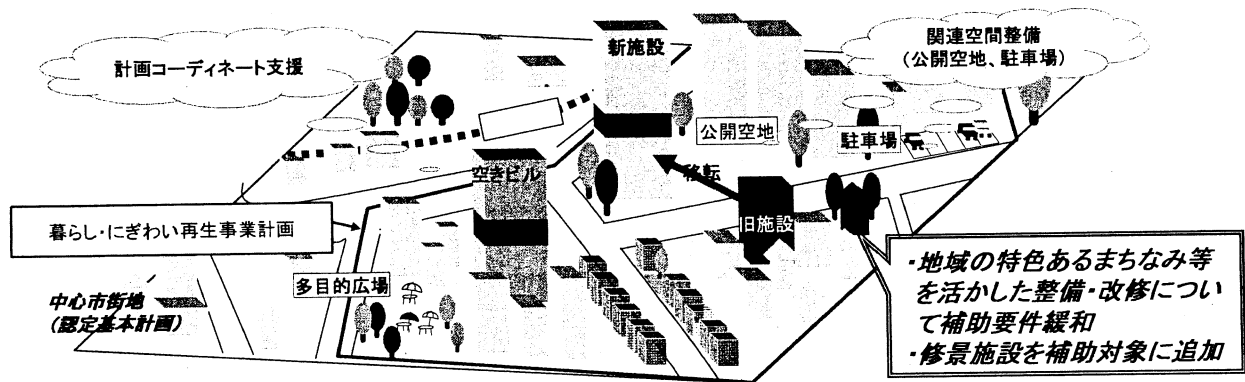 新施設
計画コーディネート支援
関連空間整備
(公開空地、駐車場)
公開空地
駐車場
空きビル
移転
旧施設
暮らし・にぎわい再生事業計画
多目的広場
中心市街地
(認定基本計画)
・地域の特色あるまちなみ等
を活かした整備・改修につい
て補助要件緩和
・修景施設を補助対象に追加